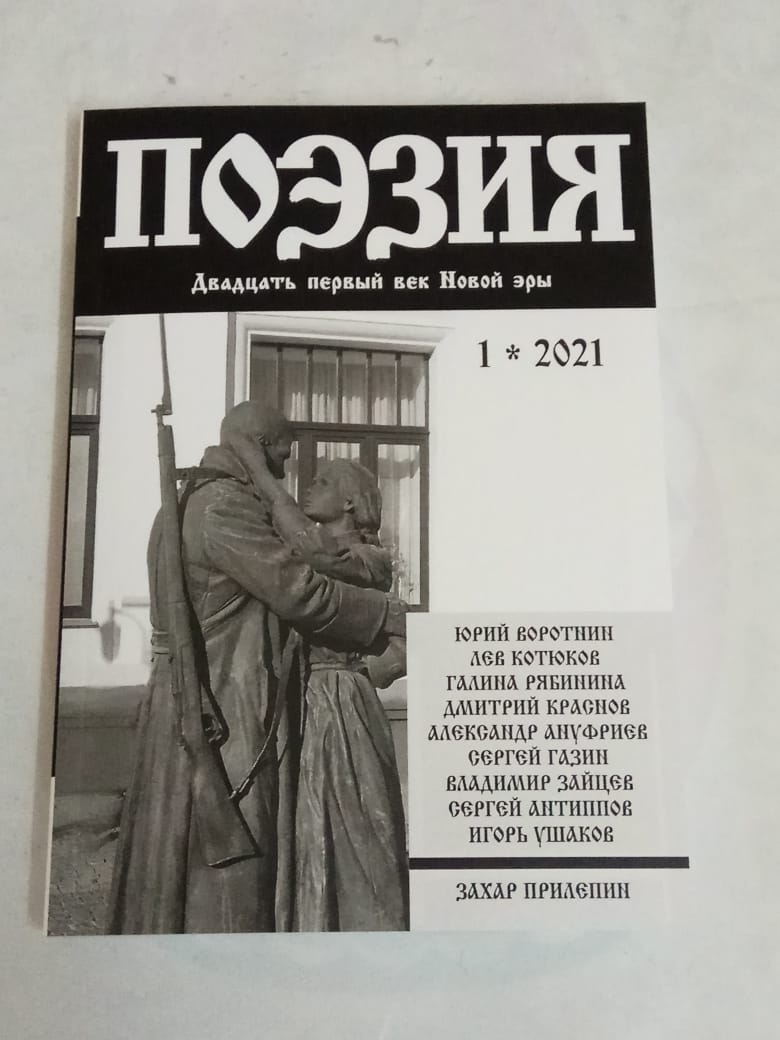 ПОЭЗИЯ
Двадцать первый век Новой эры
1 * 2021
ЮРИЙ ВОРОТНИН
ЛЕВ КОТЮКОВ
ГАЛИНА РЯБИНИНА
ДМИТРИЙ КРАСНОВ
АЛЕКСАНДР АНУФРИЕВ
СЕРГЕЙ ГАЗИН
ВЛАДИМИР ЗАЙЦЕВ
СЕРГЕЙ АНТИППОВ
ИГОРЬ УШАКОВ
ЗАХАР ПРИЛЕПИН